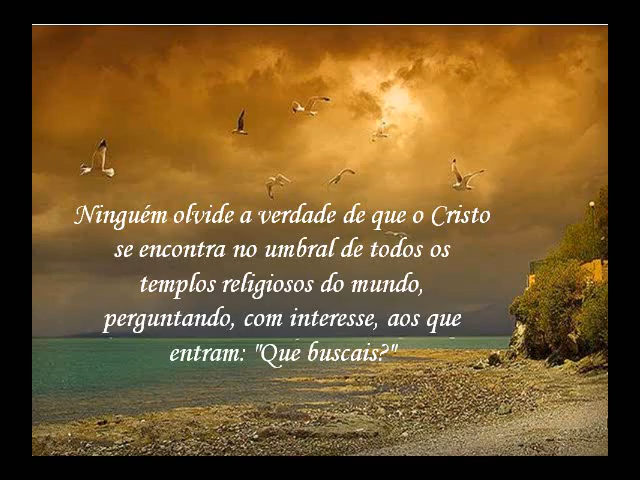 Ninguém olvide a verdade de que o Cristo
se encontra no umbral de todos os
templos religiosos do mundo,
perguntando, com interesse, aos que
entram: "Que buscais?"